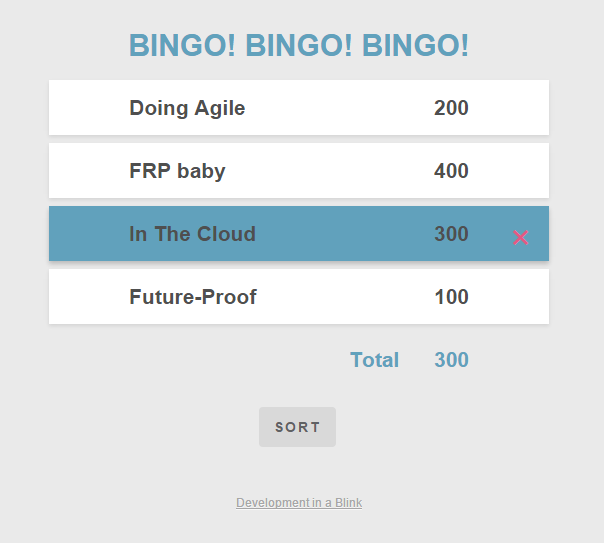 BINGO! BINGO! BINGO!
Doing Agile 200
FRP baby 400
In The Cloud 300 ×
Future-Proof 100
Total 300
SORT
Development in a Blink